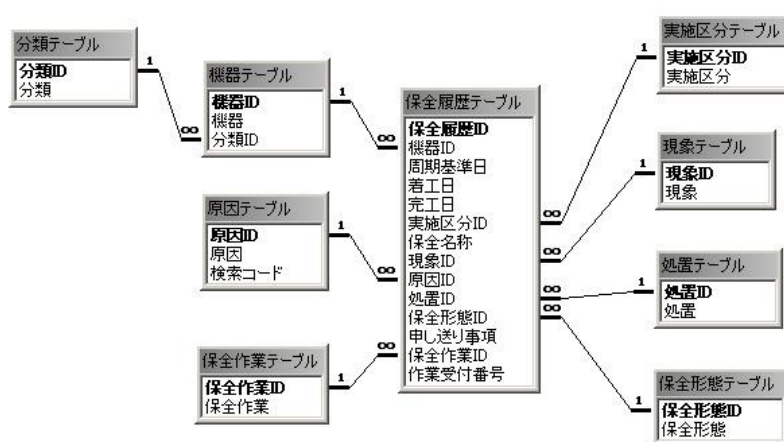 分類テーブル
分類ID
分類
1
∞
機器テーブル
機器ID
機器
分類ID
1
∞
原因テーブル
原因ID
原因
検索コード
1
∞
保全作業テーブル
保全作業ID
保全作業
1
∞
保全履歴テーブル
保全履歴ID
機器ID
周期基準日
着工日
完工日
実施区分ID
保全名称
現象ID
原因ID
処置ID
保全形態ID
申し送り事項
保全作業ID
作業受付番号
∞
∞
∞
∞
実施区分テーブル
1
実施区分ID
実施区分
現象テーブル
1
現象ID
現象
処置テーブル
1
処置ID
処置
保全形態テーブル
1
保全形態ID
保全形態